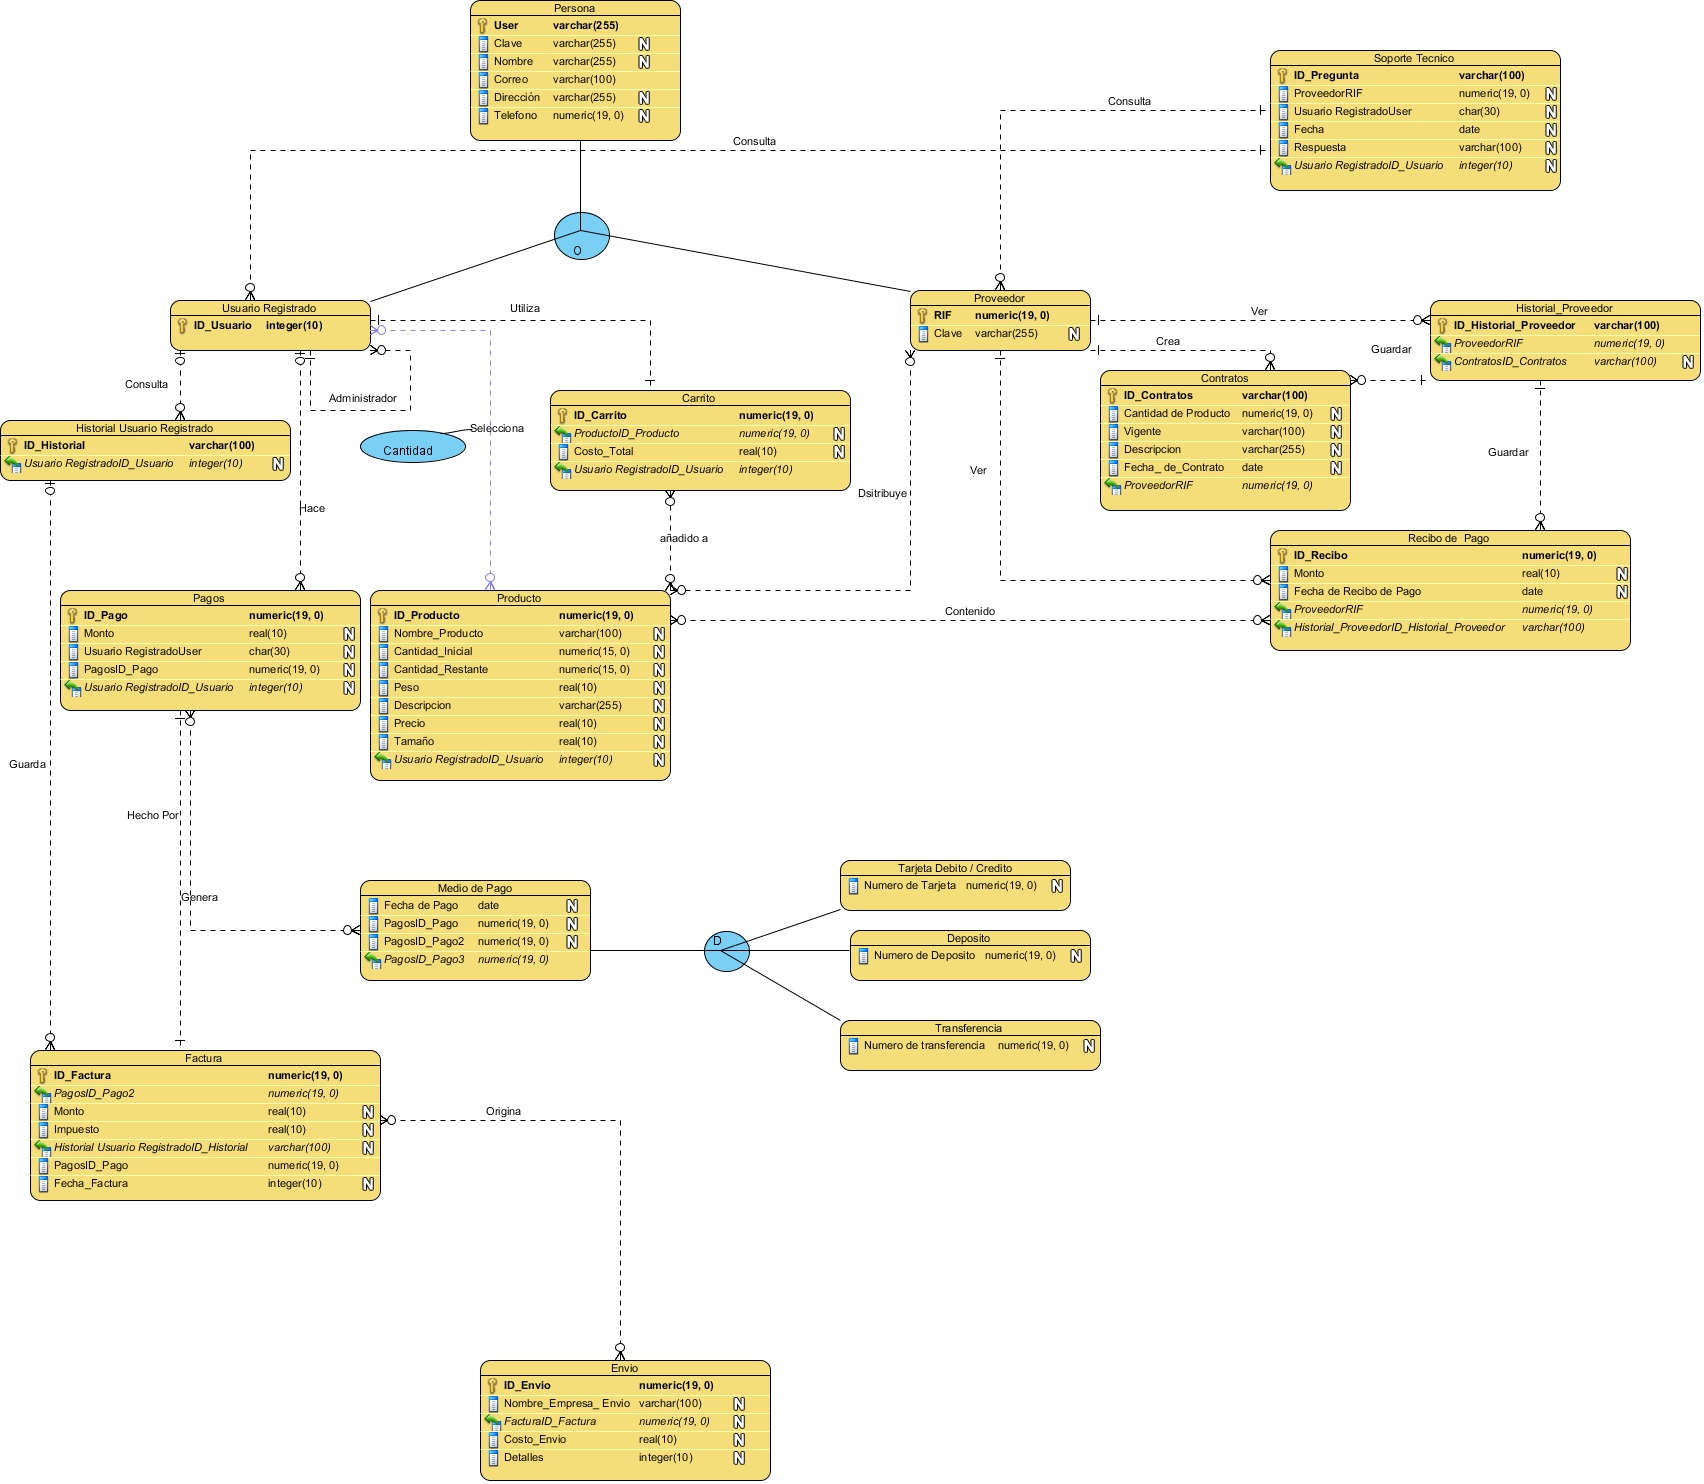 Persona
User varchar(255)
Clave varchar(255) N
Nombre varchar(255) N
Correo varchar(100)
Dirección varchar(255) N
Telefono numeric(19, 0) N
Soporte Tecnico
ID_Pregunta varchar(100)
ProveedorRIF numeric(19, 0) N
Usuario RegistradoUser char(30) N
Fecha date N
Respuesta varchar(100) N
Usuario RegistradoID_Usuario integer(10) N
Consulta
Consulta
O
Usuario Registrado
ID_Usuario integer(10)
Utiliza
Proveedor
RIF numeric(19, 0)
Clave varchar(255) N
Ver
Historial_Proveedor
ID_Historial_Proveedor varchar(100)
ProveedorRIF numeric(19, 0)
ContratosID_Contratos varchar(100) N
Crea
Guardar
Consulta
Administrador
Contratos
ID_Contratos varchar(100)
Cantidad de Producto numeric(19, 0) N
Vigente varchar(100) N
Descripcion varchar(255) N
Fecha_ de_Contrato date N
ProveedorRIF numeric(19, 0)
Carrito
ID_Carrito numeric(19, 0)
ProductoID_Producto numeric(19, 0) N
Costo_Total real(10) N
Usuario RegistradoID_Usuario integer(10)
Historial Usuario Registrado
ID_Historial varchar(100)
Usuario RegistradoID_Usuario integer(10) N
Selecciona
Cantidad
Guardar
Ver
Dsitribuye
Hace
añadido a
Recibo de  Pago
ID_Recibo numeric(19, 0)
Monto real(10) N
Fecha de Recibo de Pago date N
ProveedorRIF numeric(19, 0)
Historial_ProveedorID_Historial_Proveedor varchar(100)
Contenido
Pagos
ID_Pago numeric(19, 0)
Monto real(10) N
Usuario RegistradoUser char(30) N
PagosID_Pago numeric(19, 0) N
Usuario RegistradoID_Usuario integer(10) N
Producto
ID_Producto numeric(19, 0)
Nombre_Producto varchar(100) N
Cantidad_Inicial numeric(15, 0) N
Cantidad_Restante numeric(15, 0) N
Peso real(10) N
Descripcion varchar(255) N
Precio real(10) N
Tamaño real(10) N
Usuario RegistradoID_Usuario integer(10) N
Guarda
Hecho Por
Genera
Medio de Pago
Fecha de Pago date N
PagosID_Pago numeric(19, 0) N
PagosID_Pago2 numeric(19, 0) N
PagosID_Pago3 numeric(19, 0)
D
Tarjeta Debito / Credito
Numero de Tarjeta numeric(19, 0) N
Deposito
Numero de Deposito numeric(19, 0) N
Transferencia
Numero de transferencia numeric(19, 0) N
Factura
ID_Factura numeric(19, 0)
PagosID_Pago2 numeric(19, 0)
Monto real(10) N
Impuesto real(10) N
Historial Usuario RegistradoID_Historial varchar(100) N
PagosID_Pago numeric(19, 0)
Fecha_Factura integer(10) N
Origina
Envio
ID_Envio numeric(19, 0)
Nombre_Empresa_ Envio varchar(100) N
FacturaID_Factura numeric(19, 0) N
Costo_Envio real(10) N
Detalles integer(10) N